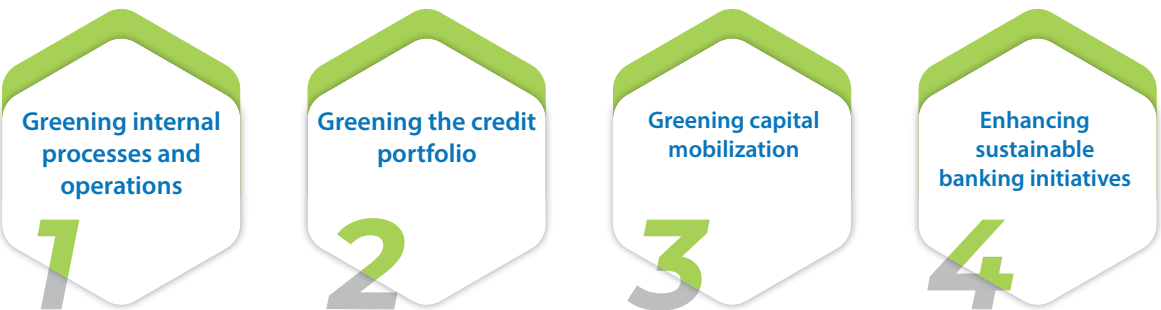 Greening internal
processes and
operations
1
Greening the credit
portfolio
2
Greening capital
mobilization
3
Enhancing
sustainable
banking initiatives
4